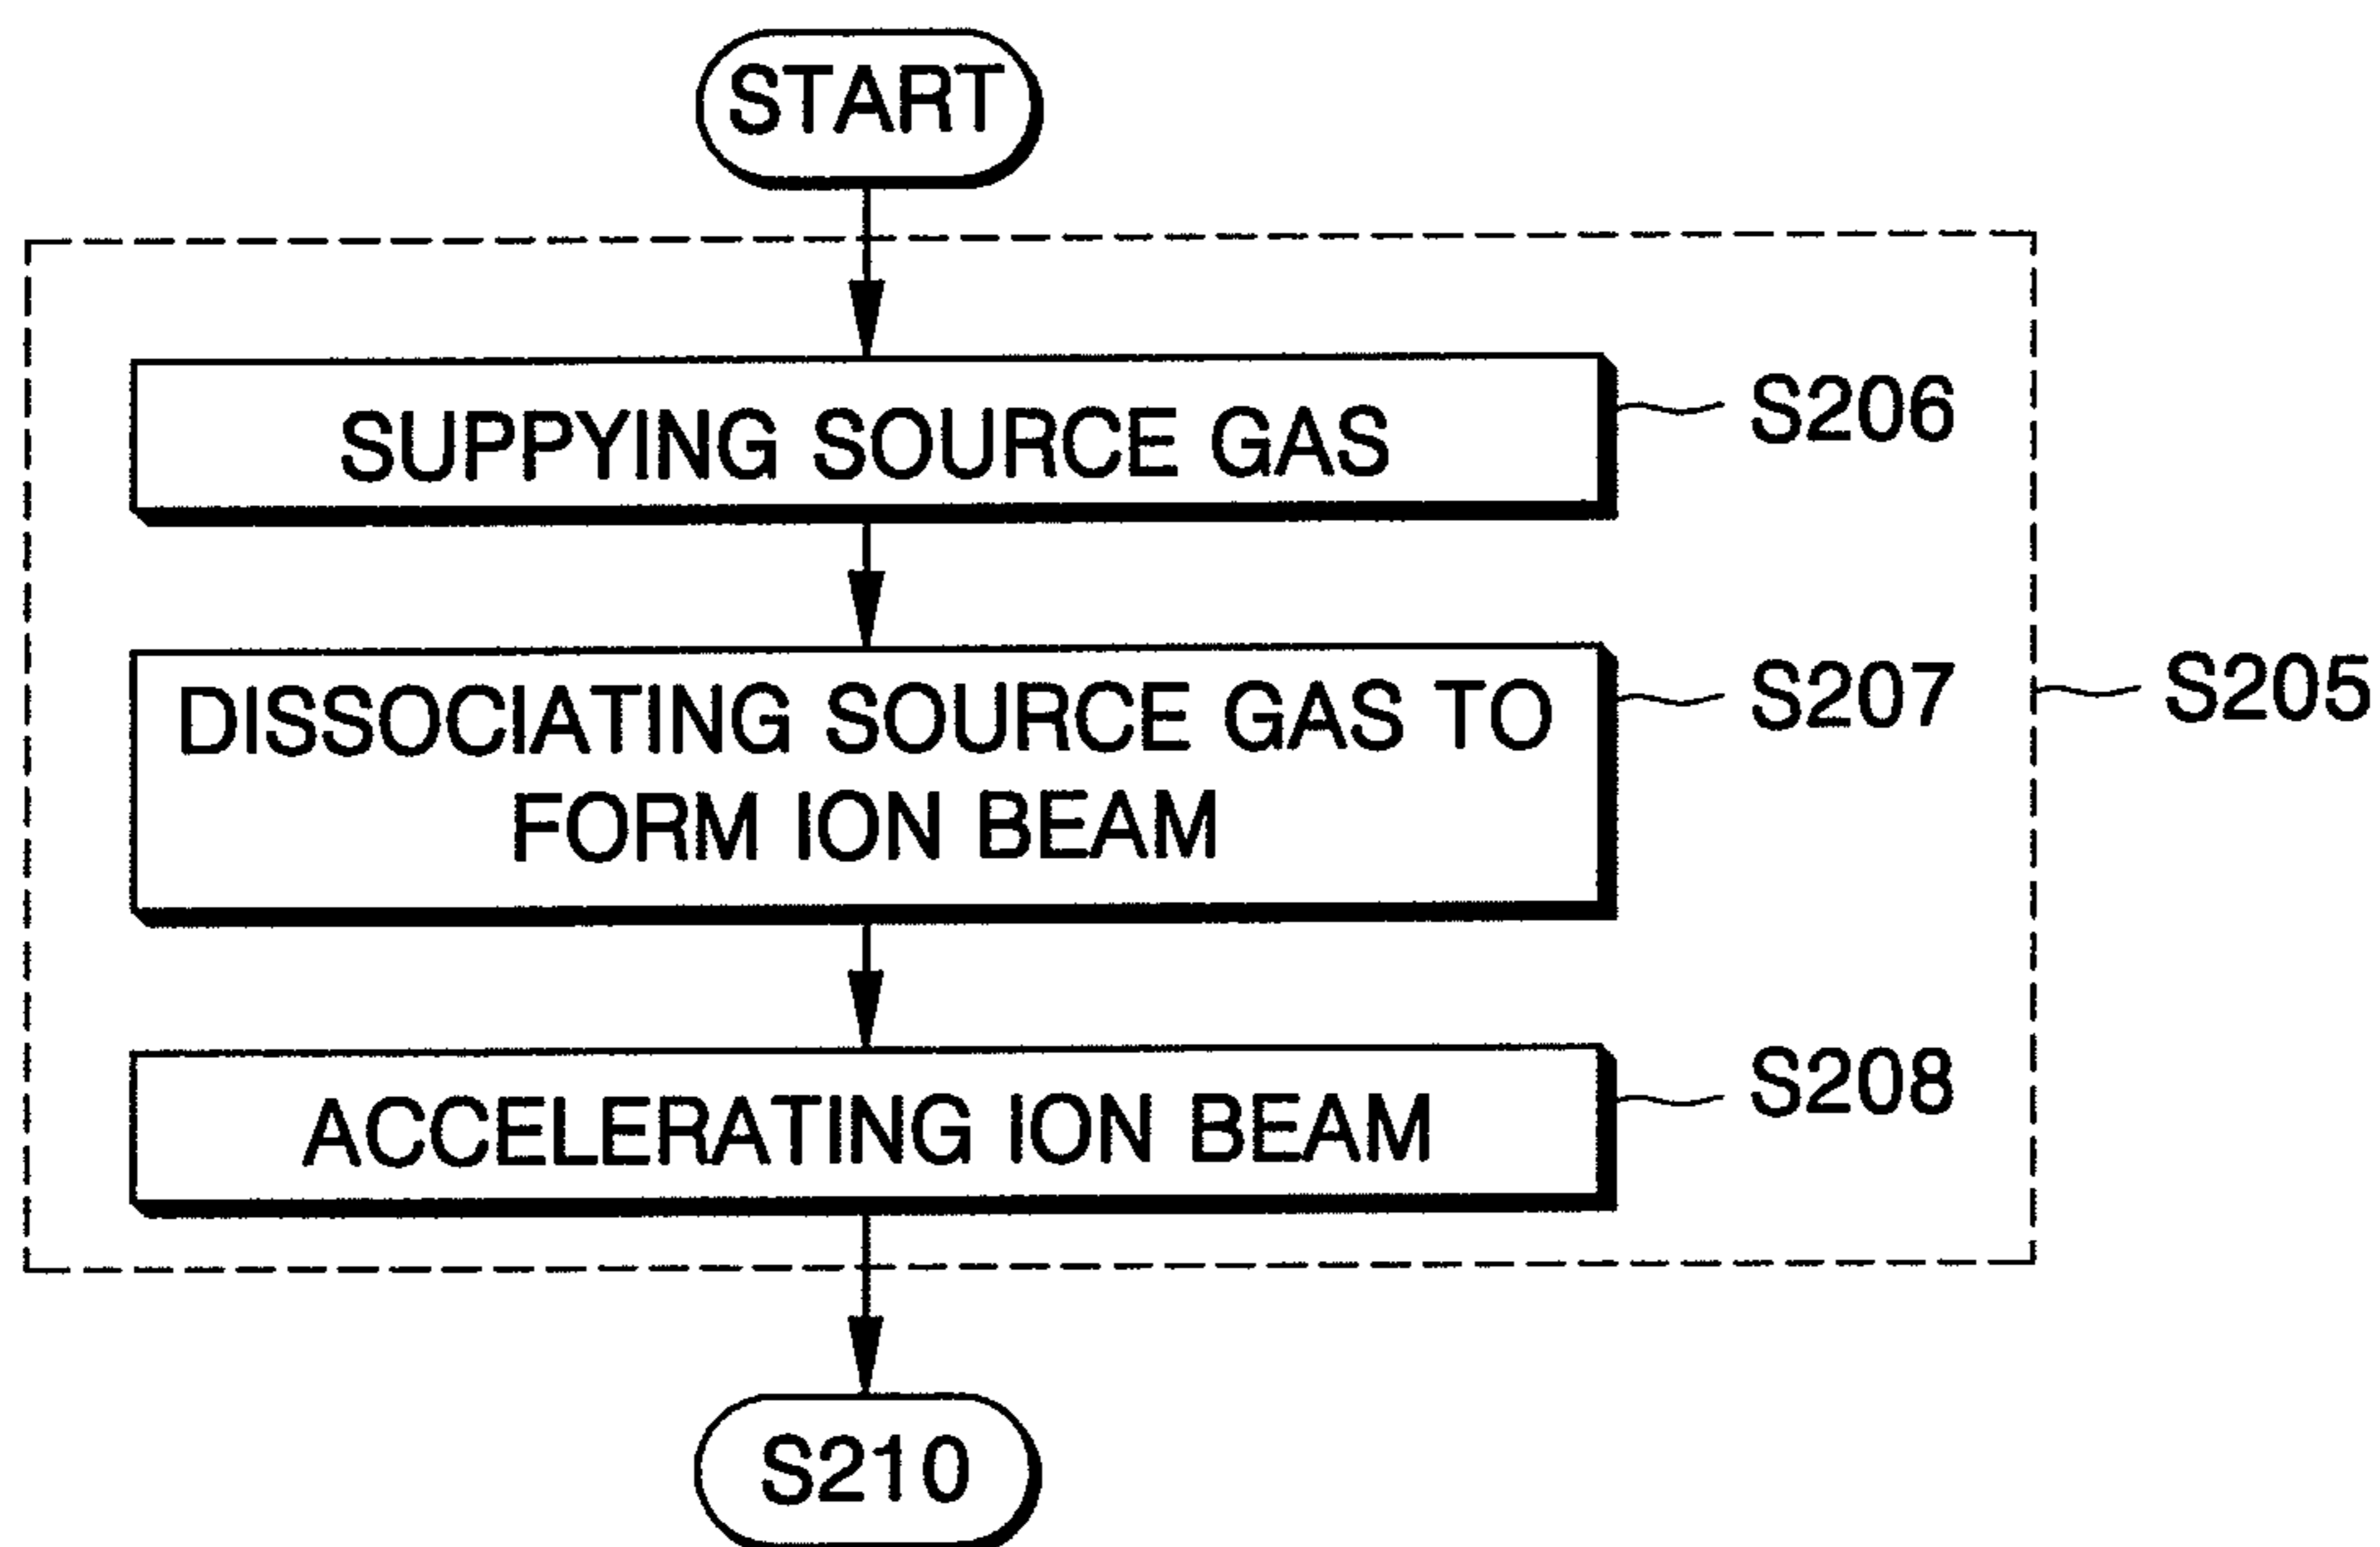 START
SUPPYING SOURCE GAS
S206
DISSOCIATING SOURCE GAS TO
FORM ION BEAM
S207
S205
ACCELERATING ION BEAM
S208
S210